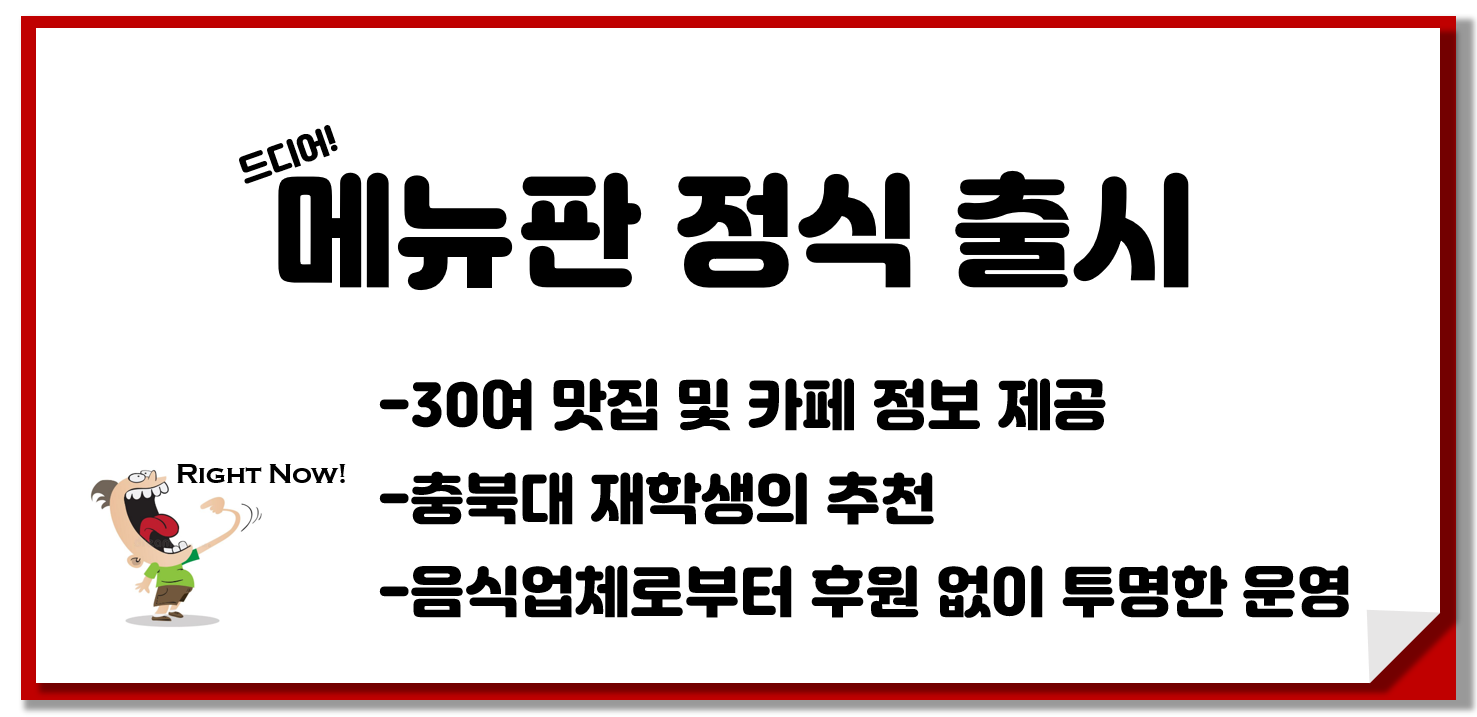 드디어!
메뉴판 정식 출시
-30여 맛집 및 카페 정보 제공
Right Now!
-충북대 재학생의 추천
-음식업체로부터 후원 없이 투명한 운영